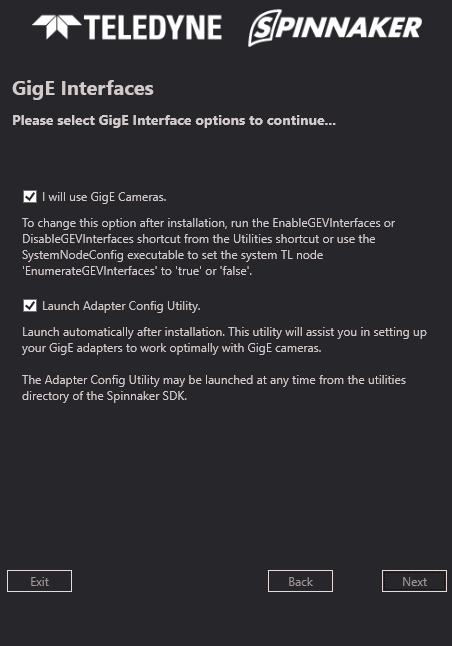 TELEDYNE SPINNAKER
GigE Interfaces
Please select GigE Interface options to continue...
I will use GigE Cameras.
To change this option after installation, run the EnableGEVInterfaces or
DisableGEVInterfaces shortcut from the Utilities shortcut or use the
SystemNodeConfig executable to set the system TL node
'EnumerateGEVInterfaces' to 'true' or 'false'.
Launch Adapter Config Utility.
Launch automatically after installation. This utility will assist you in setting up
your GigE adapters to work optimally with GigE cameras.
The Adapter Config Utility may be launched at any time from the utilities
directory of the Spinnaker SDK.
Exit Back Next